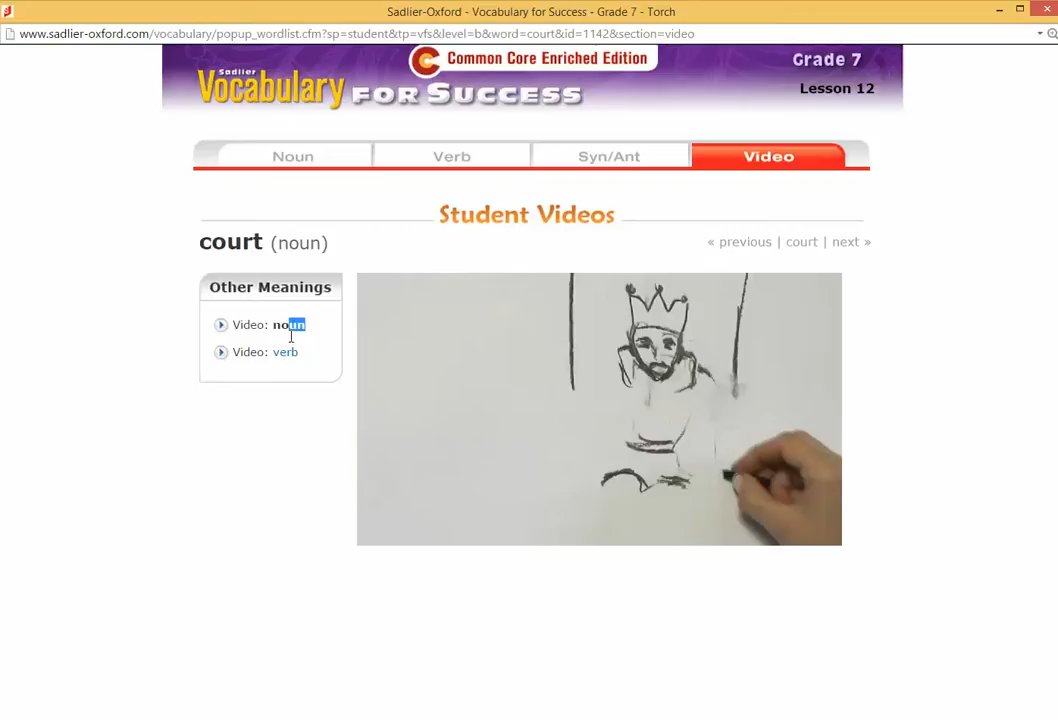 Sadlier-Oxford - Vocabulary for Success - Grade 7 - Torch
www.sadlier-oxford.com/vocabulary/popup_wordlist.cfm?sp=student&tp=vfs&level=b&word=court&id=1142&section=video
C Common Core Enriched Edition
Grade 7
Sadlier
Vocabulary FOR SUCCESS
Lesson 12
Noun Verb Syn/Ant Video
Student Videos
court (noun)
« previous | court | next »
Other Meanings
Video: noun
Video: verb